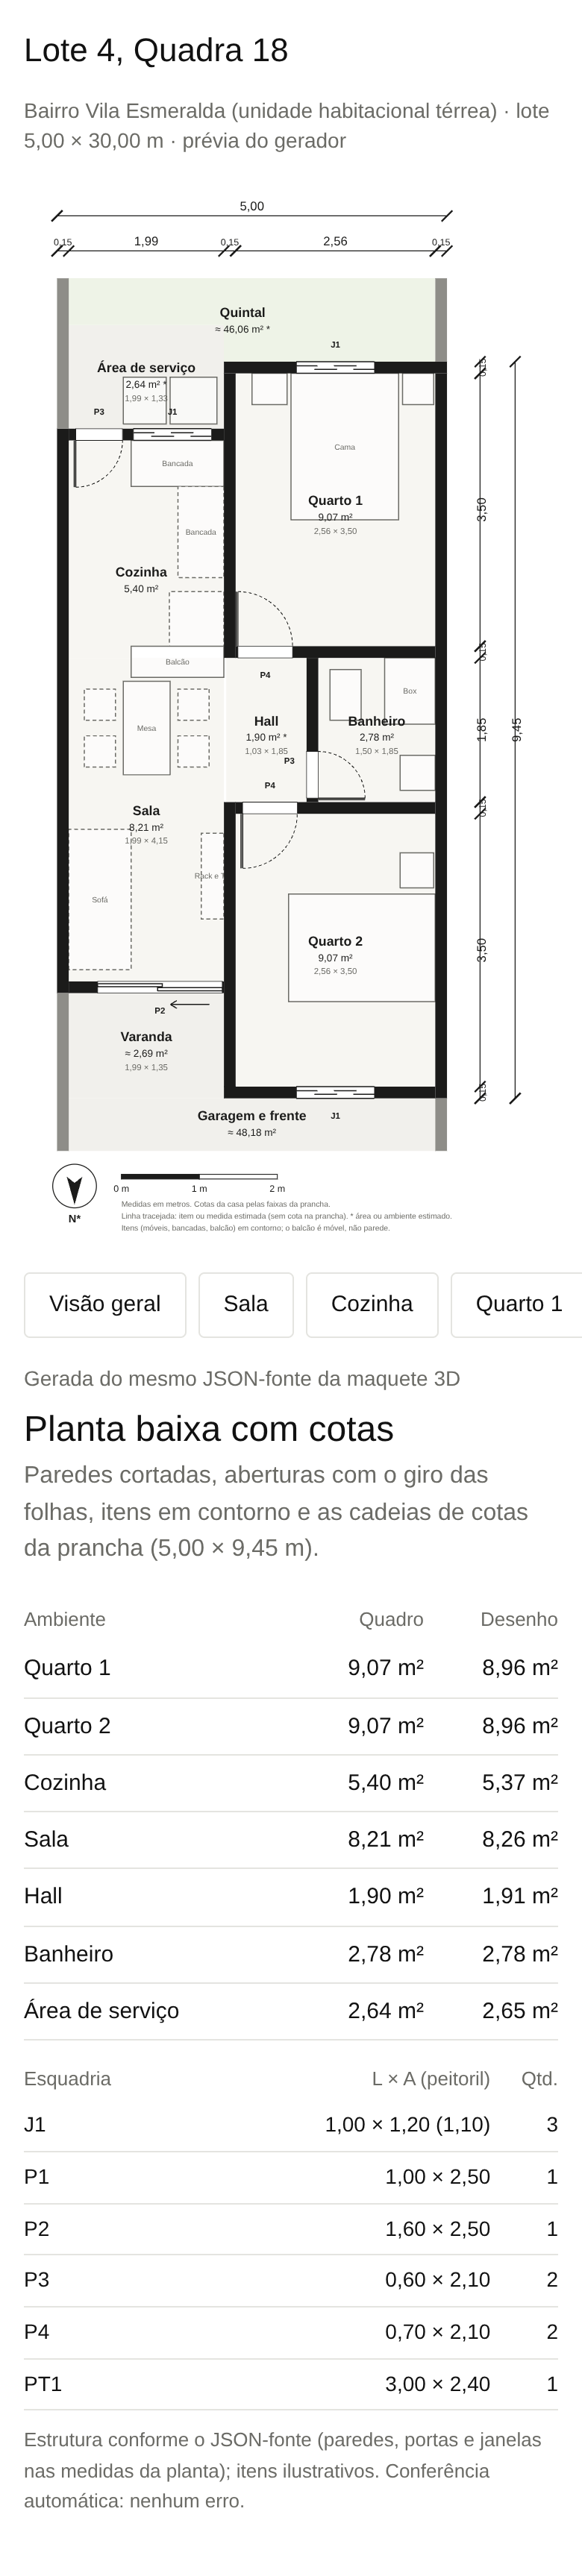 Lote 4, Quadra 18
Bairro Vila Esmeralda (unidade habitacional térrea) · lote
5,00 × 30,00 m · prévia do gerador
5,00
0,15
1,99
0,15
2,56
0,15
Quintal
≈ 46,06 m² *
J1
Área de serviço
2,64 m² *
1,99 × 1,33
P3
J1
Bancada
Bancada
Cama
Quarto 1
9,07 m²
2,56 × 3,50
Cozinha
5,40 m²
Balcão
P4
Mesa
Hall
1,90 m² *
1,03 × 1,85
P3
P4
Box
Banheiro
2,78 m²
1,50 × 1,85
Sala
8,21 m²
1,99 × 4,15
Sofá
Rack e T
Quarto 2
9,07 m²
2,56 × 3,50
P2
Varanda
≈ 2,69 m²
1,99 × 1,35
Garagem e frente
≈ 48,18 m²
J1
0,15
3,50
0,15
1,85
0,15
3,50
0,15
9,45
N*
0 m
1 m
2 m
Medidas em metros. Cotas da casa pelas faixas da prancha.
Linha tracejada: item ou medida estimada (sem cota na prancha). * área ou ambiente estimado.
Itens (móveis, bancadas, balcão) em contorno; o balcão é móvel, não parede.
Visão geral
Sala
Cozinha
Quarto 1
Gerada do mesmo JSON-fonte da maquete 3D
Planta baixa com cotas
Paredes cortadas, aberturas com o giro das
folhas, itens em contorno e as cadeias de cotas
da prancha (5,00 × 9,45 m).
Ambiente Quadro Desenho
Quarto 1 9,07 m² 8,96 m²
Quarto 2 9,07 m² 8,96 m²
Cozinha 5,40 m² 5,37 m²
Sala 8,21 m² 8,26 m²
Hall 1,90 m² 1,91 m²
Banheiro 2,78 m² 2,78 m²
Área de serviço 2,64 m² 2,65 m²
Esquadria L × A (peitoril) Qtd.
J1 1,00 × 1,20 (1,10) 3
P1 1,00 × 2,50 1
P2 1,60 × 2,50 1
P3 0,60 × 2,10 2
P4 0,70 × 2,10 2
PT1 3,00 × 2,40 1
Estrutura conforme o JSON-fonte (paredes, portas e janelas
nas medidas da planta); itens ilustrativos. Conferência
automática: nenhum erro.